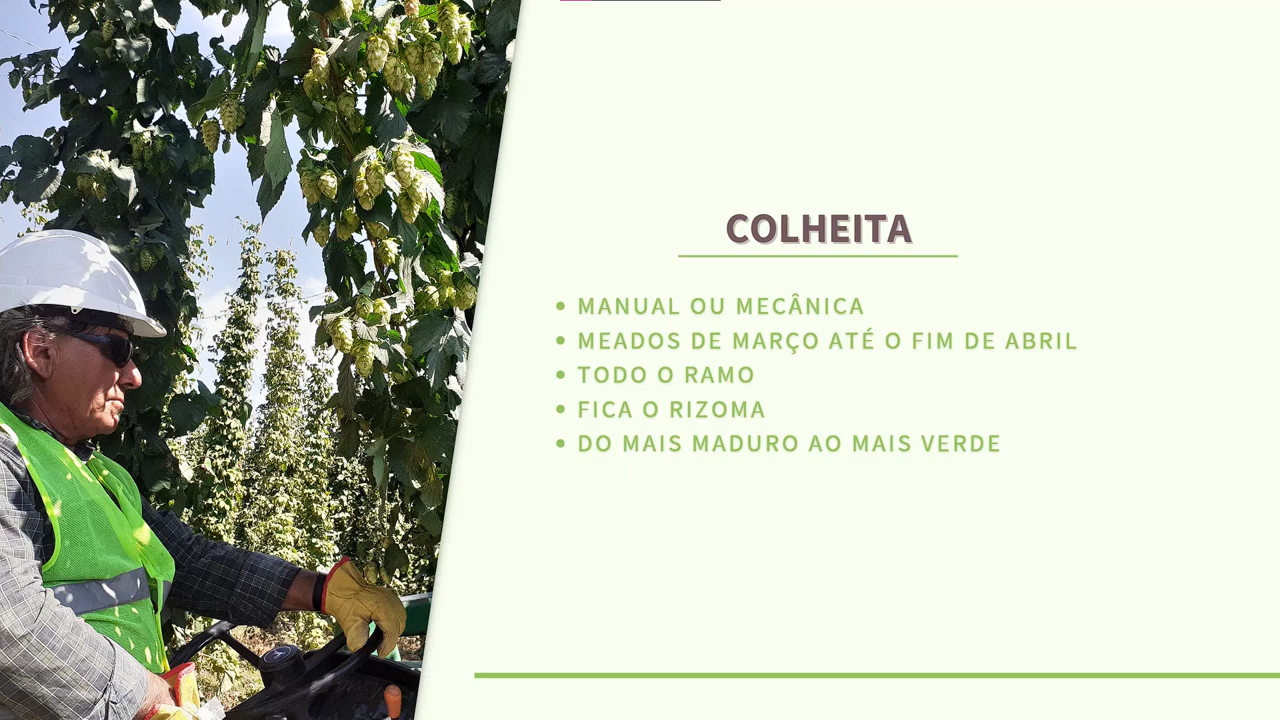 COLHEITA
• MANUAL OU MECÂNICA
• MEADOS DE MARÇO ATÉ O FIM DE ABRIL
• TODO O RAMO
• FICA O RIZOMA
• DO MAIS MADURO AO MAIS VERDE